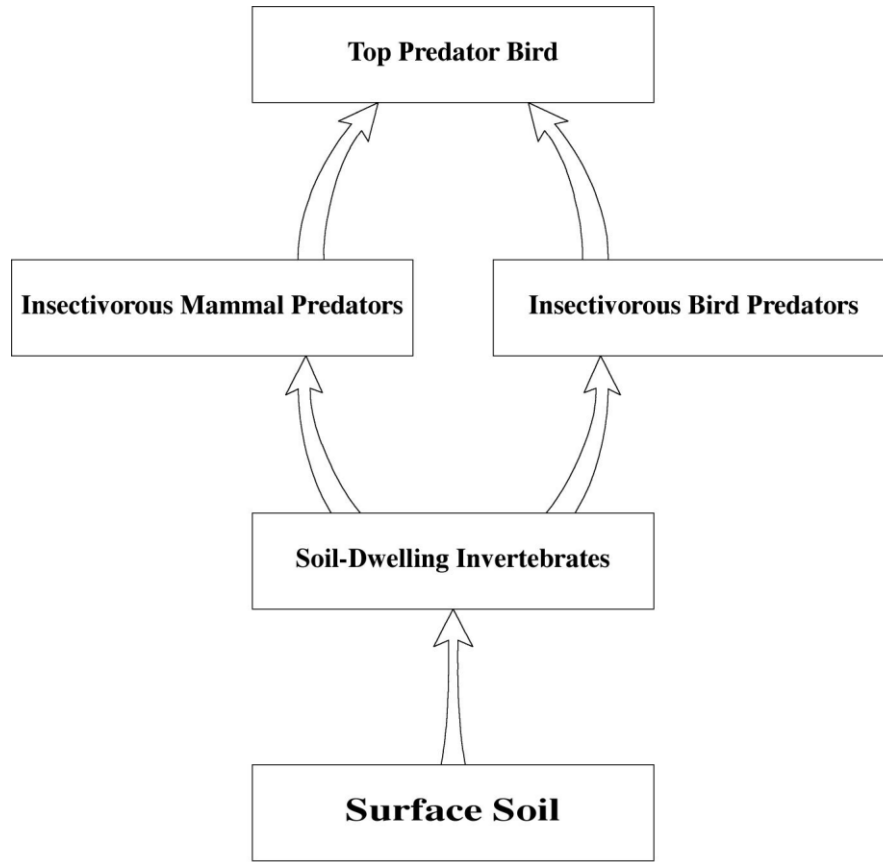 Top Predator Bird
Insectivorous Mammal Predators
Insectivorous Bird Predators
Soil-Dwelling Invertebrates
Surface Soil